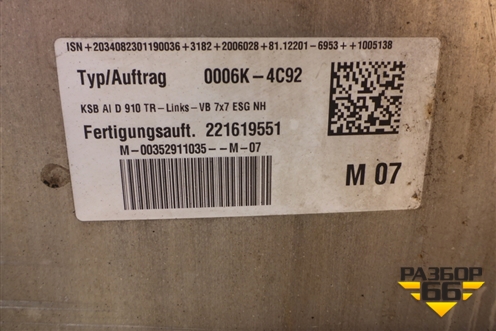 ISN+2034082301190036+3182+2006028+81.12201-6953++1005138
Typ/Auftrag 0006K-4C92
KSB Al D 910 TR-Links-VB 7x7 ESG NH
Fertigungsauft. 221619551
M-00352911035--M-07
M 07
РАЗБОР
66